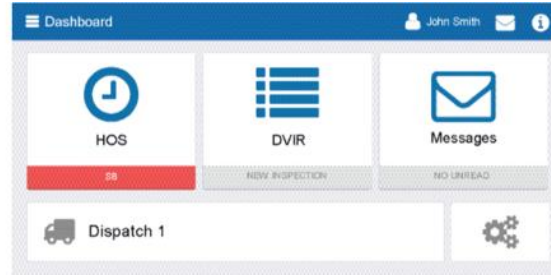 Dashboard
John Smith
HOS
DVIR
Messages
SB
NEW INSPECTION
NO UNREAD
Dispatch 1